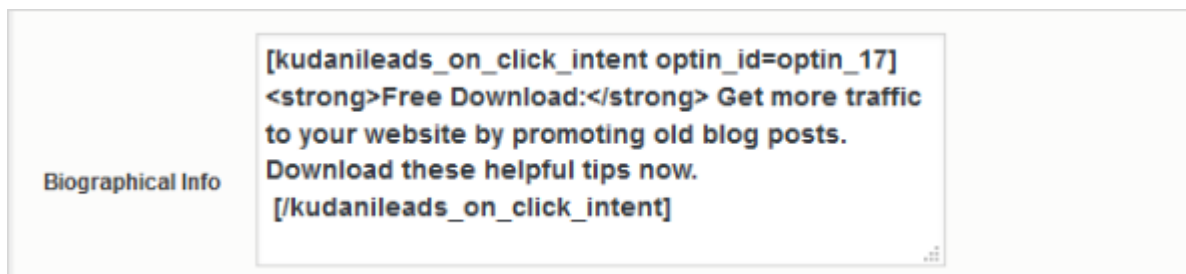 [kudanileads_on_click_intent optin_id=optin_17]
<strong>Free Download:</strong> Get more traffic
to your website by promoting old blog posts.
Download these helpful tips now.
Biographical Info
[/kudanileads_on_click_intent]